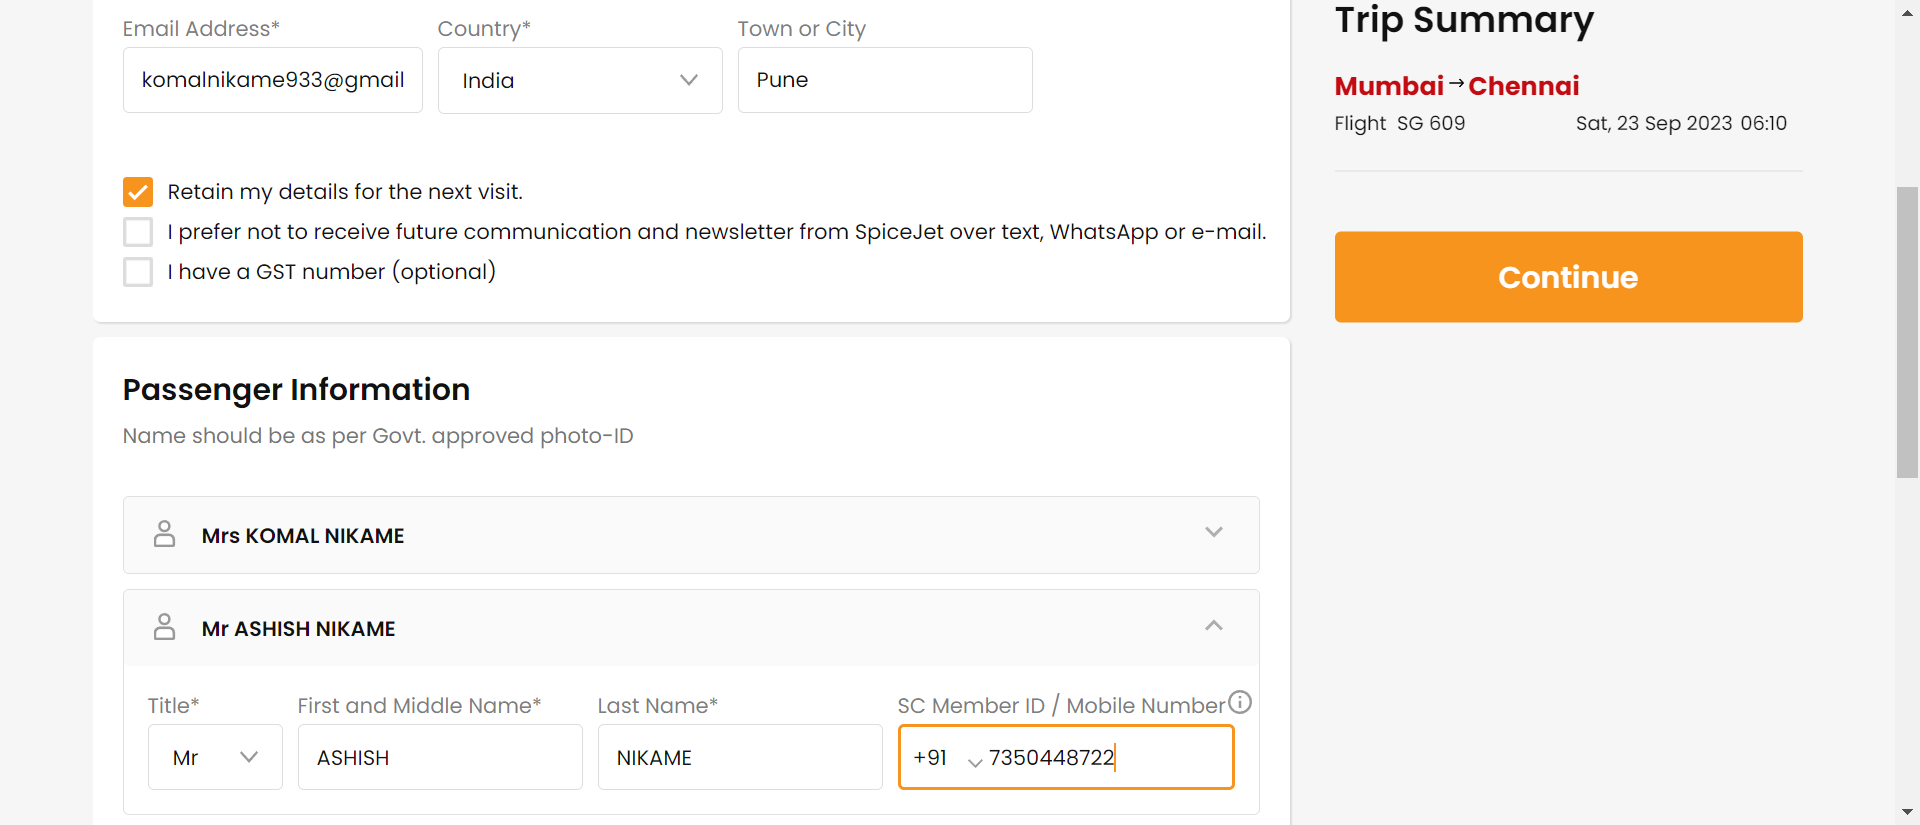 Email Address* Country* Town or City
komalnikame933@gmail India Pune
Retain my details for the next visit.
I prefer not to receive future communication and newsletter from SpiceJet over text, WhatsApp or e-mail.
I have a GST number (optional)
Passenger Information
Name should be as per Govt. approved photo-ID
Mrs KOMAL NIKAME
Mr ASHISH NIKAME
Title* First and Middle Name* Last Name* SC Member ID / Mobile Number
Mr ASHISH NIKAME +91 7350448722
Trip Summary
Mumbai → Chennai
Flight SG 609 Sat, 23 Sep 2023 06:10
Continue